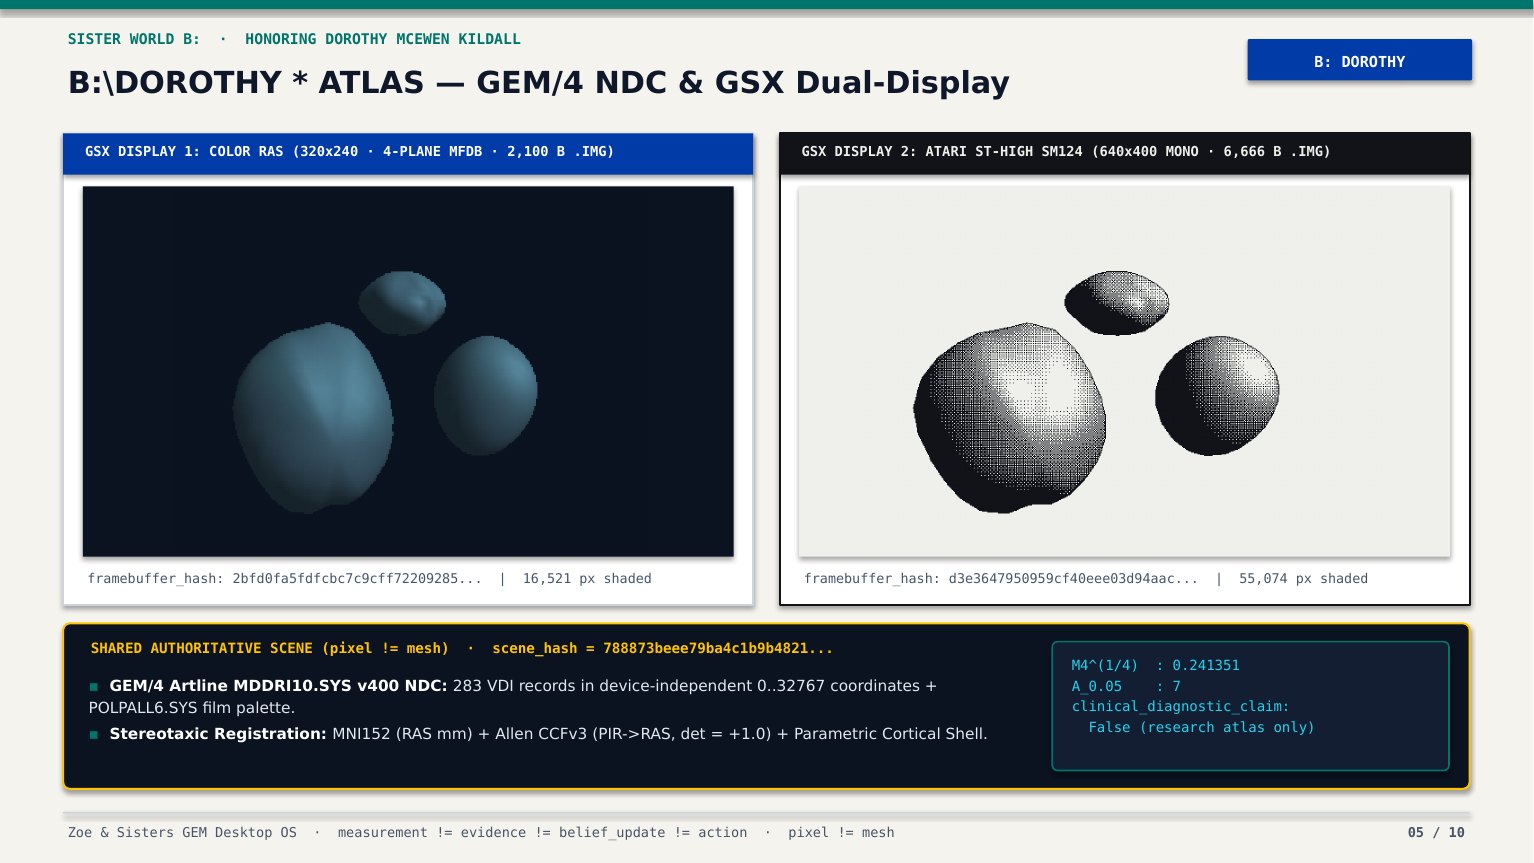 SISTER WORLD B:  ·  HONORING DOROTHY MCEWEN KILDALL
B:\DOROTHY * ATLAS — GEM/4 NDC & GSX Dual-Display
B: DOROTHY
GSX DISPLAY 1: COLOR RAS (320x240 · 4-PLANE MFDB · 2,100 B .IMG)
framebuffer_hash: 2bfd0fa5fdfcbc7c9cff72209285...  |  16,521 px shaded
GSX DISPLAY 2: ATARI ST-HIGH SM124 (640x400 MONO · 6,666 B .IMG)
framebuffer_hash: d3e3647950959cf40eee03d94aac...  |  55,074 px shaded
SHARED AUTHORITATIVE SCENE (pixel != mesh)  ·  scene_hash = 788873beee79ba4c1b9b4821...
▪ GEM/4 Artline MDDRI10.SYS v400 NDC: 283 VDI records in device-independent 0..32767 coordinates +
POLPALL6.SYS film palette.
▪ Stereotaxic Registration: MNI152 (RAS mm) + Allen CCFv3 (PIR->RAS, det = +1.0) + Parametric Cortical Shell.
M4^(1/4)  : 0.241351
A_0.05    : 7
clinical_diagnostic_claim:
False (research atlas only)
Zoe & Sisters GEM Desktop OS  ·  measurement != evidence != belief_update != action  ·  pixel != mesh
05 / 10